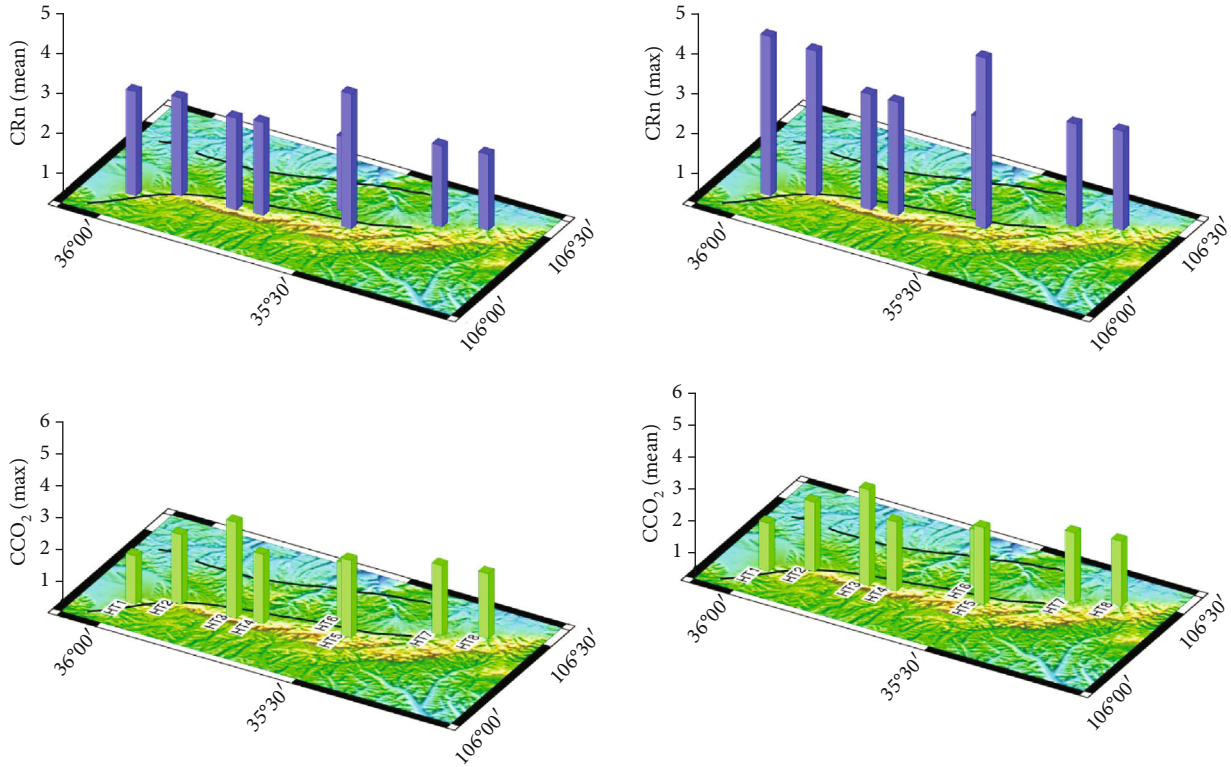 5
4
3
2
1
CRn (mean)
36°00′
35°30′
106°00′
106°30′
5
4
3
2
1
CRn (max)
36°00′
35°30′
106°00′
106°30′
6
5
4
3
2
1
CCO₂ (max)
HT1
HT2
HT3
HT4
HT6
HT5
HT7
HT8
36°00′
35°30′
106°00′
106°30′
6
5
4
3
2
1
CCO₂ (mean)
HT1
HT2
HT3
HT4
HT6
HT5
HT7
HT8
36°00′
35°30′
106°00′
106°30′